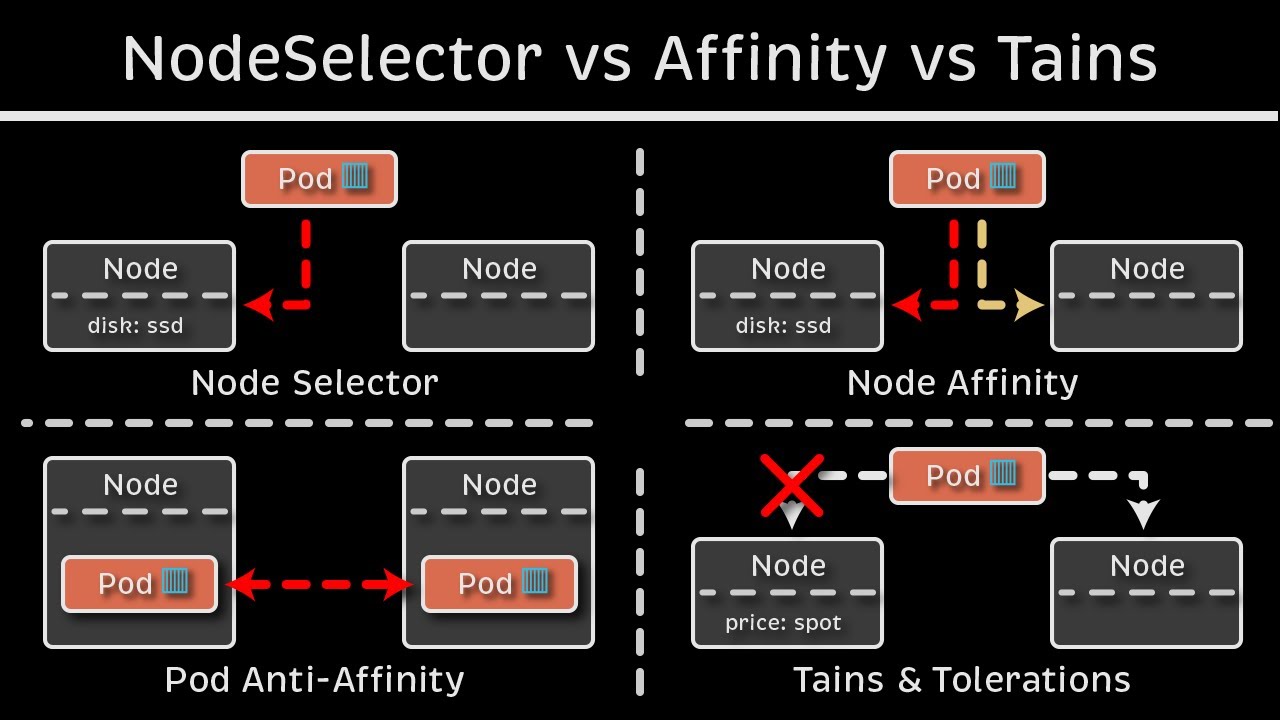 NodeSelector vs Affinity vs Tains
Pod
Node
disk: ssd
Node
Node Selector
Pod
Node
disk: ssd
Node
Node Affinity
Node
Pod
Node
Pod
Pod Anti-Affinity
Pod
Node
price: spot
Node
Tains & Tolerations